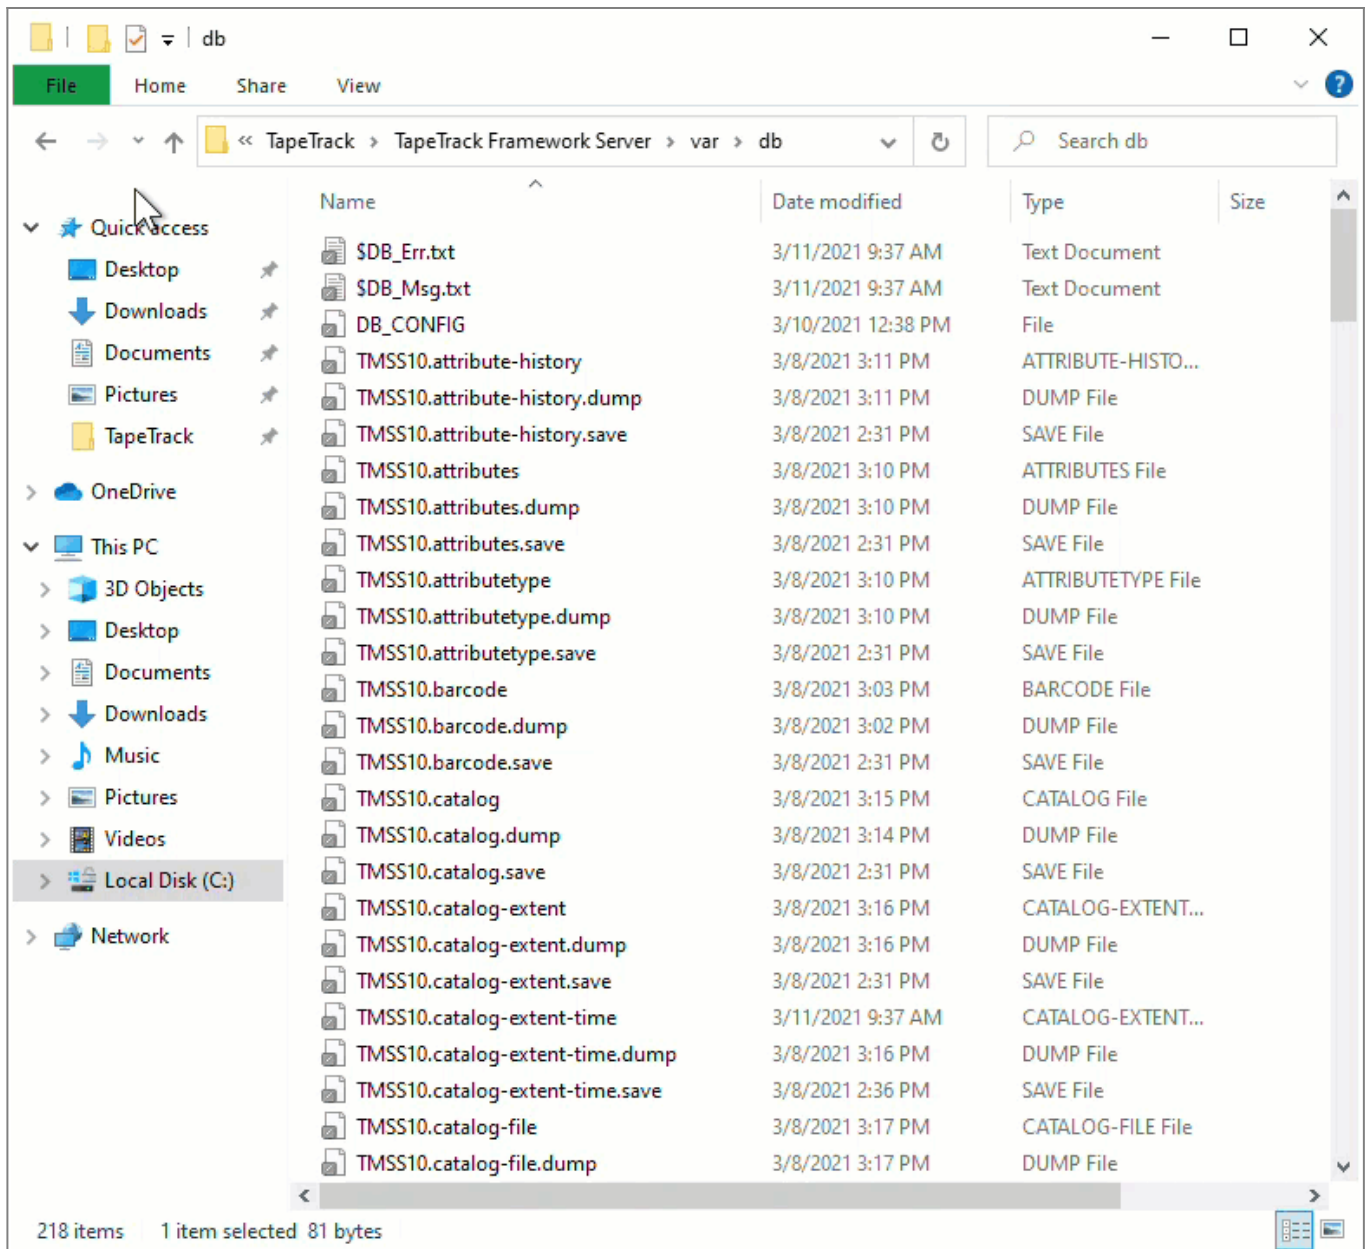 db
File Home Share View
« TapeTrack > TapeTrack Framework Server > var > db Search db
Name Date modified Type Size
Quick access
Desktop
Downloads
Documents
Pictures
TapeTrack
OneDrive
This PC
3D Objects
Desktop
Documents
Downloads
Music
Pictures
Videos
Local Disk (C:)
Network
$DB_Err.txt 3/11/2021 9:37 AM Text Document
$DB_Msg.txt 3/11/2021 9:37 AM Text Document
DB_CONFIG 3/10/2021 12:38 PM File
TMSS10.attribute-history 3/8/2021 3:11 PM ATTRIBUTE-HISTO...
TMSS10.attribute-history.dump 3/8/2021 3:11 PM DUMP File
TMSS10.attribute-history.save 3/8/2021 2:31 PM SAVE File
TMSS10.attributes 3/8/2021 3:10 PM ATTRIBUTES File
TMSS10.attributes.dump 3/8/2021 3:10 PM DUMP File
TMSS10.attributes.save 3/8/2021 2:31 PM SAVE File
TMSS10.attributetype 3/8/2021 3:10 PM ATTRIBUTETYPE File
TMSS10.attributetype.dump 3/8/2021 3:10 PM DUMP File
TMSS10.attributetype.save 3/8/2021 2:31 PM SAVE File
TMSS10.barcode 3/8/2021 3:03 PM BARCODE File
TMSS10.barcode.dump 3/8/2021 3:02 PM DUMP File
TMSS10.barcode.save 3/8/2021 2:31 PM SAVE File
TMSS10.catalog 3/8/2021 3:15 PM CATALOG File
TMSS10.catalog.dump 3/8/2021 3:14 PM DUMP File
TMSS10.catalog.save 3/8/2021 2:31 PM SAVE File
TMSS10.catalog-extent 3/8/2021 3:16 PM CATALOG-EXTENT...
TMSS10.catalog-extent.dump 3/8/2021 3:16 PM DUMP File
TMSS10.catalog-extent.save 3/8/2021 2:31 PM SAVE File
TMSS10.catalog-extent-time 3/11/2021 9:37 AM CATALOG-EXTENT...
TMSS10.catalog-extent-time.dump 3/8/2021 3:16 PM DUMP File
TMSS10.catalog-extent-time.save 3/8/2021 2:36 PM SAVE File
TMSS10.catalog-file 3/8/2021 3:17 PM CATALOG-FILE File
TMSS10.catalog-file.dump 3/8/2021 3:17 PM DUMP File
218 items 1 item selected 81 bytes